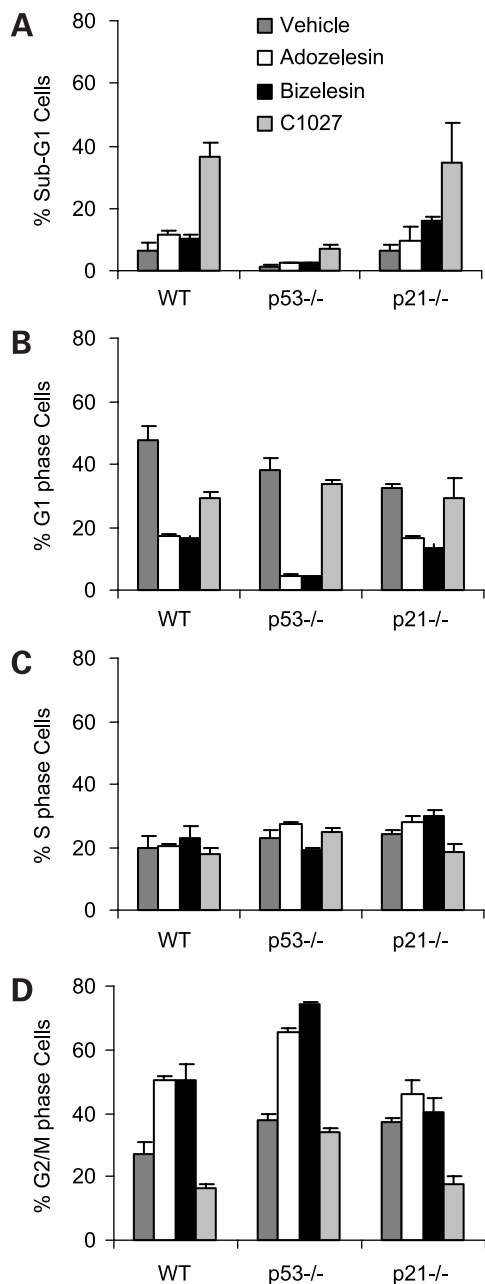 A
Vehicle
Adozelesin
Bizelesin
C1027
% Sub-G1 Cells
80
60
40
20
0
WT p53-/- p21-/-
B
% G1 phase Cells
80
60
40
20
0
WT p53-/- p21-/-
C
% S phase Cells
80
60
40
20
0
WT p53-/- p21-/-
D
% G2/M phase Cells
80
60
40
20
0
WT p53-/- p21-/-